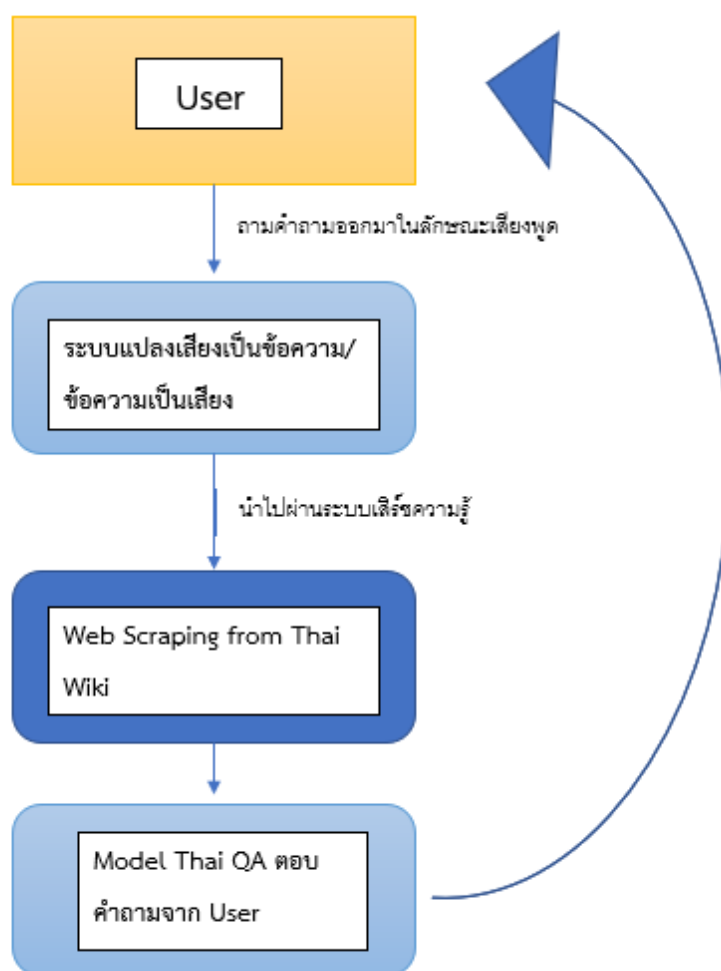 User
ถามคำถามออกมาในลักษณะเสียงพูด
ระบบแปลงเสียงเป็นข้อความ/
ข้อความเป็นเสียง
นำไปผ่านระบบเสิร์ชความรู้
Web Scraping from Thai
Wiki
Model Thai QA ตอบ
คำถามจาก User